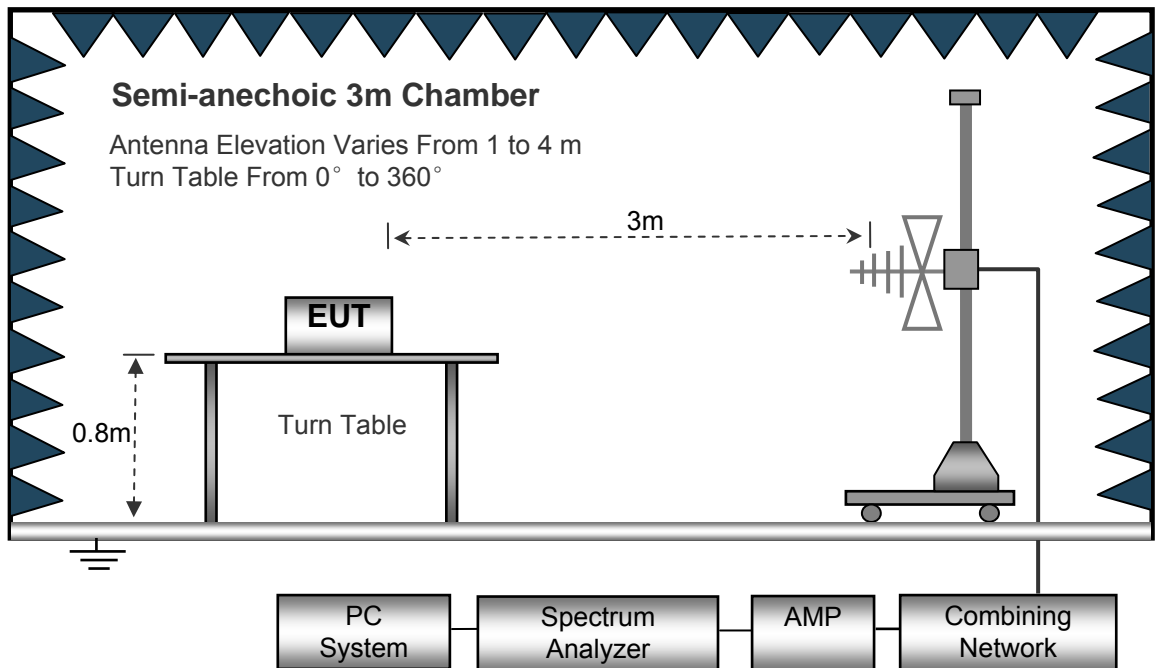 Semi-anechoic 3m Chamber
Antenna Elevation Varies From 1 to 4 m
Turn Table From 0° to 360°
3m
EUT
0.8m
Turn Table
PC
System
Spectrum
Analyzer
AMP
Combining
Network